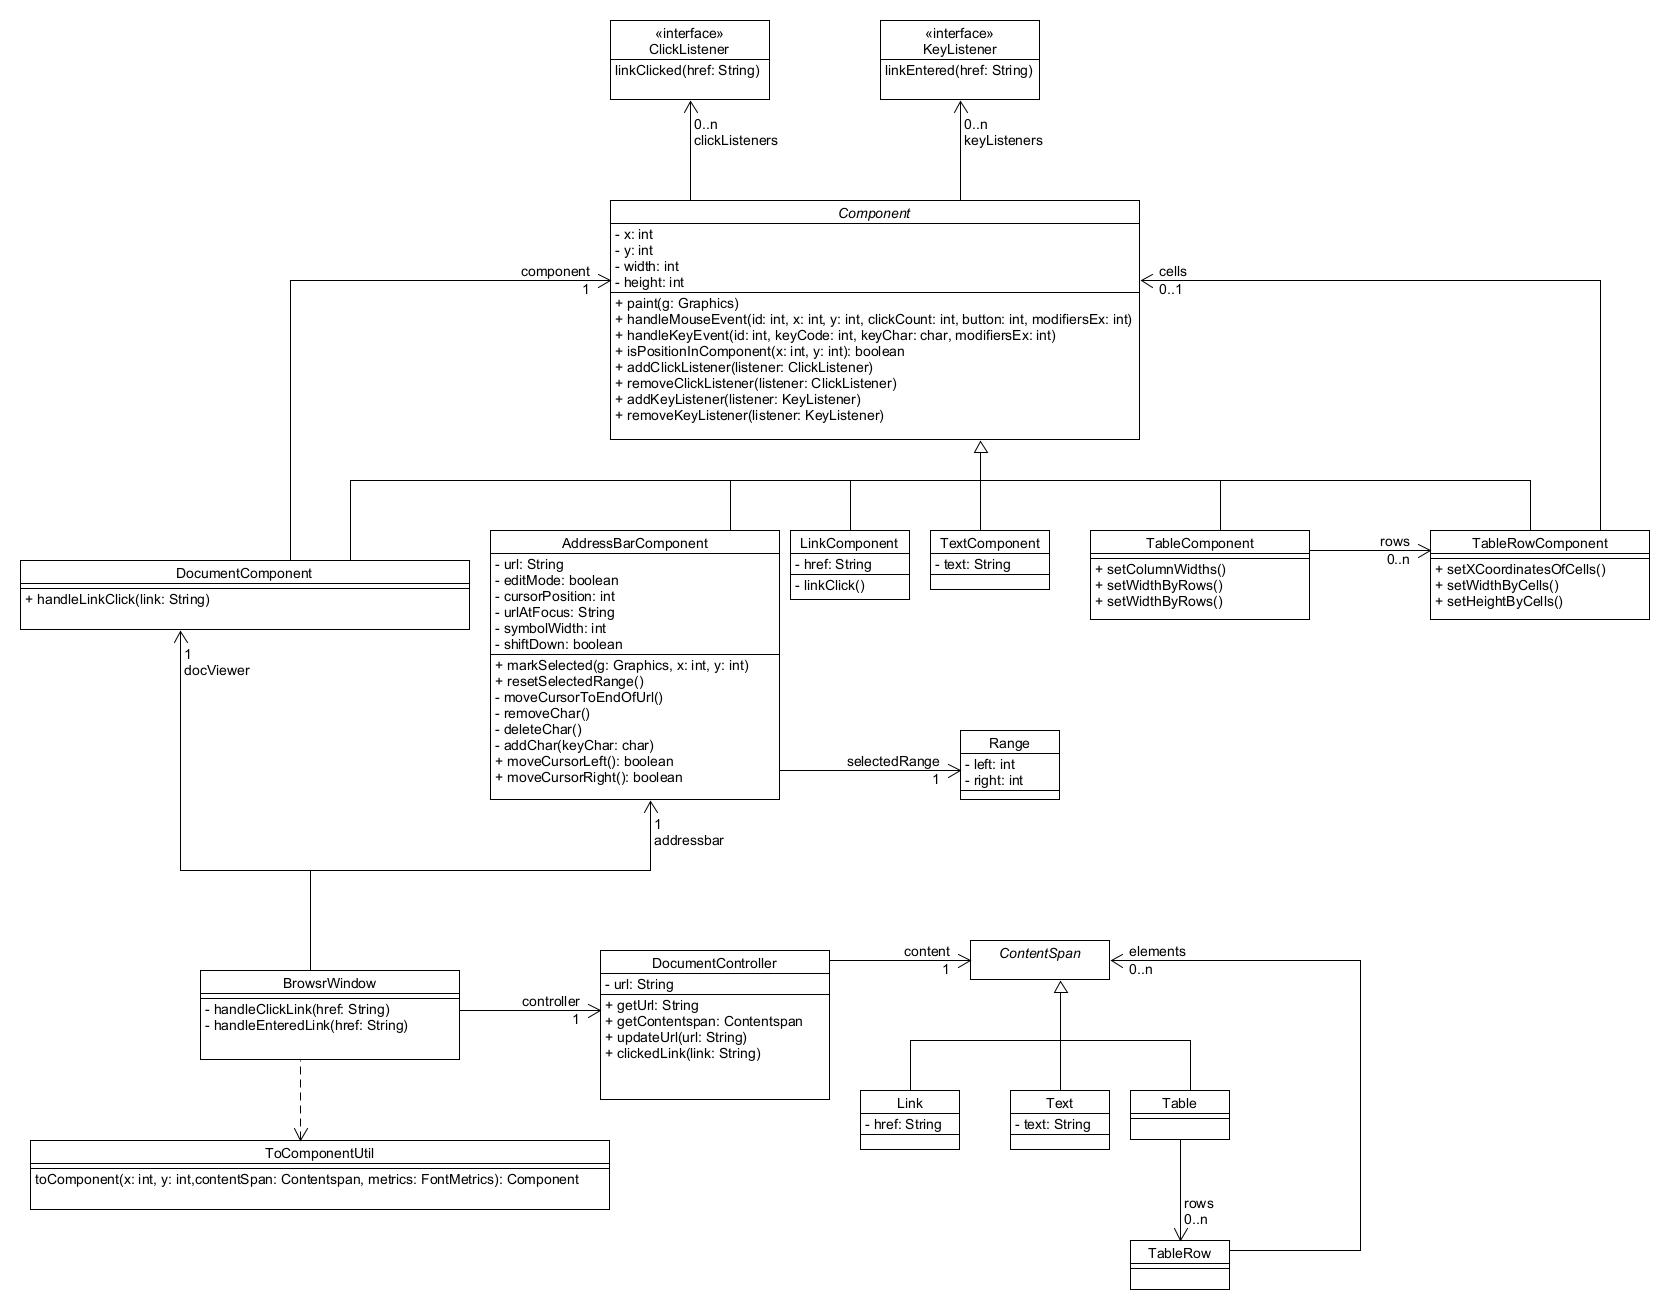 «interface»
ClickListener
linkClicked(href: String)
«interface»
KeyListener
linkEntered(href: String)
0..n
clickListeners
0..n
keyListeners
Component
- x: int
- y: int
- width: int
- height: int
+ paint(g: Graphics)
+ handleMouseEvent(id: int, x: int, y: int, clickCount: int, button: int, modifiersEx: int)
+ handleKeyEvent(id: int, keyCode: int, keyChar: char, modifiersEx: int)
+ isPositionInComponent(x: int, y: int): boolean
+ addClickListener(listener: ClickListener)
+ removeClickListener(listener: ClickListener)
+ addKeyListener(listener: KeyListener)
+ removeKeyListener(listener: KeyListener)
component
1
cells
0..1
DocumentComponent
+ handleLinkClick(link: String)
AddressBarComponent
- url: String
- editMode: boolean
- cursorPosition: int
- urlAtFocus: String
- symbolWidth: int
- shiftDown: boolean
+ markSelected(g: Graphics, x: int, y: int)
+ resetSelectedRange()
- moveCursorToEndOfUrl()
- removeChar()
- deleteChar()
- addChar(keyChar: char)
+ moveCursorLeft(): boolean
+ moveCursorRight(): boolean
LinkComponent
- href: String
- linkClick()
TextComponent
- text: String
TableComponent
+ setColumnWidths()
+ setWidthByRows()
+ setWidthByRows()
rows
0..n
TableRowComponent
+ setXCoordinatesOfCells()
+ setWidthByCells()
+ setHeightByCells()
1
docViewer
selectedRange
1
Range
- left: int
- right: int
1
addressbar
BrowsrWindow
- handleClickLink(href: String)
- handleEnteredLink(href: String)
controller
1
DocumentController
- url: String
+ getUrl: String
+ getContentspan: Contentspan
+ updateUrl(url: String)
+ clickedLink(link: String)
content
1
ContentSpan
elements
0..n
Link
- href: String
Text
- text: String
Table
ToComponentUtil
toComponent(x: int, y: int,contentSpan: Contentspan, metrics: FontMetrics): Component
rows
0..n
TableRow